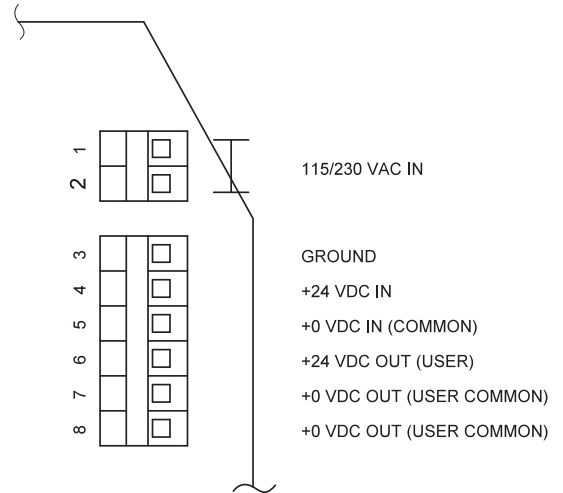 1
2
115/230 VAC IN
3 GROUND
4 +24 VDC IN
5 +0 VDC IN (COMMON)
6 +24 VDC OUT (USER)
7 +0 VDC OUT (USER COMMON)
8 +0 VDC OUT (USER COMMON)